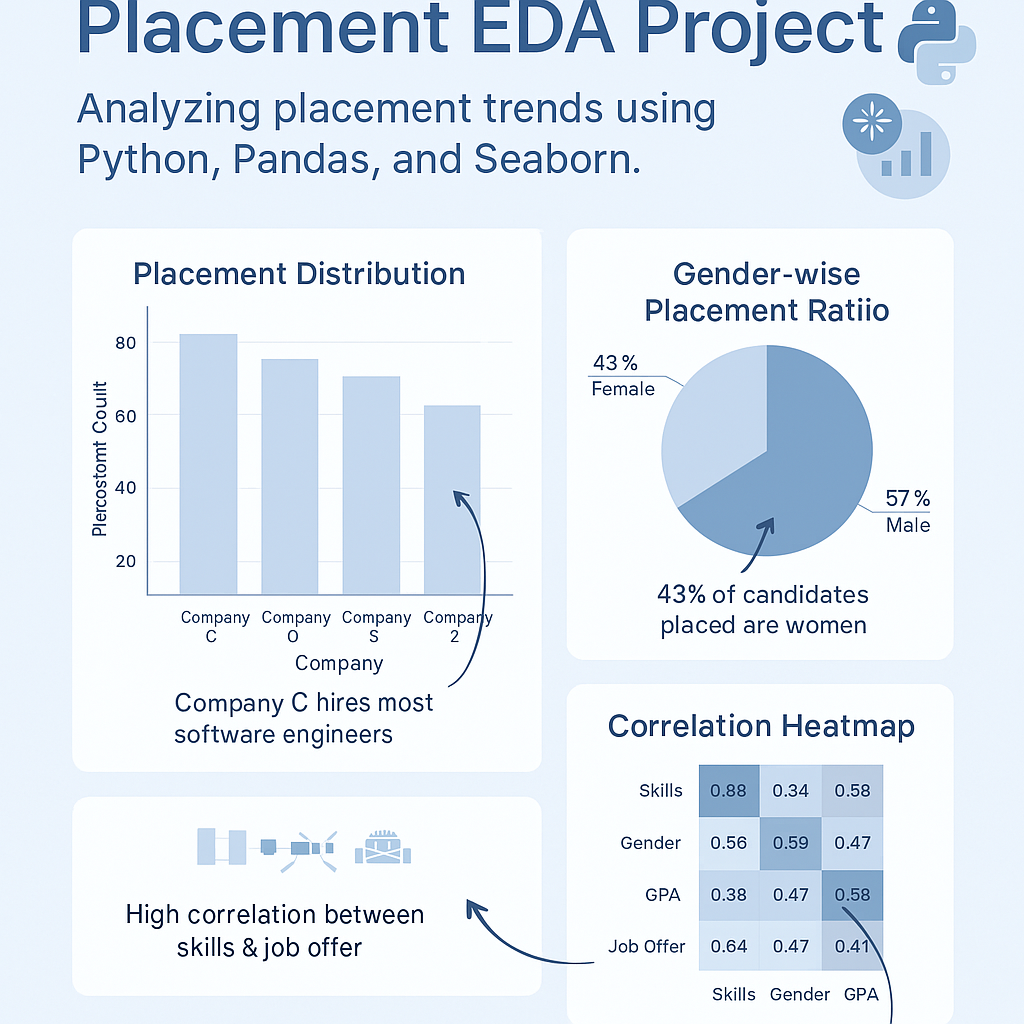 Placement EDA Project
Analyzing placement trends using
Python, Pandas, and Seaborn.
Placement Distribution
Plercostomt Couilt
80
60
40
20
Company Company Company Company
C O S 2
Company
Company C hires most
software engineers
Gender-wise
Placement Ratiio
43 %
Female
57 %
Male
43% of candidates
placed are women
High correlation between
skills & job offer
Correlation Heatmap
Skills 0.88 0.34 0.58
Gender 0.56 0.59 0.47
GPA 0.38 0.47 0.58
Job Offer 0.64 0.47 0.41
Skills Gender GPA